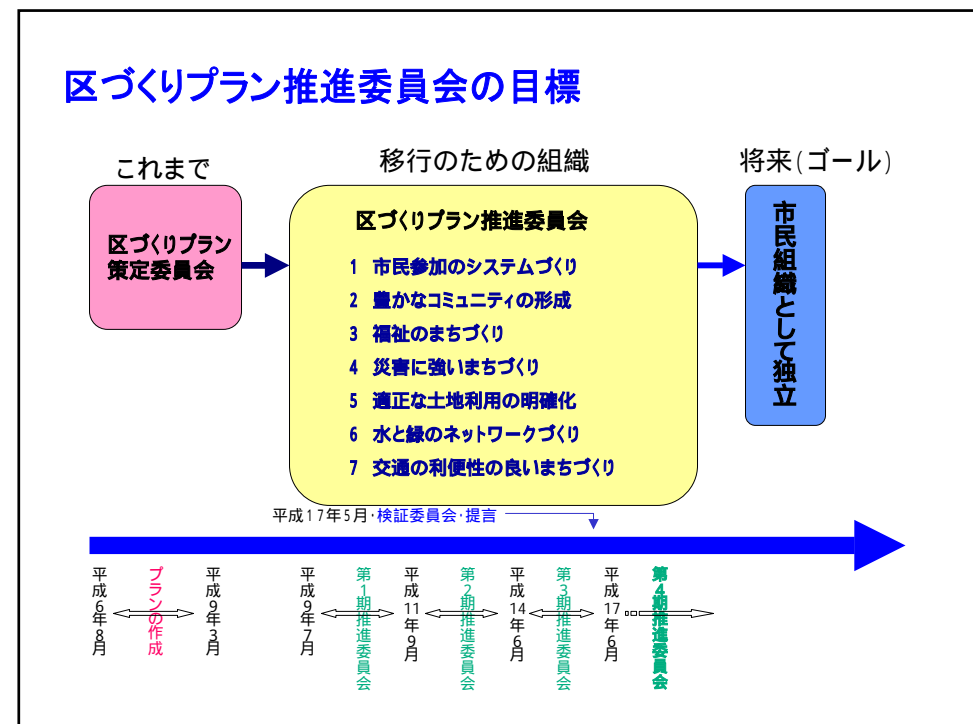 区づくりプラン推進委員会の目標
これまで
移行のための組織
将来(ゴール)
区づくりプラン
策定委員会
区づくりプラン推進委員会
1 市民参加のシステムづくり
2 豊かなコミュニティの形成
3 福祉のまちづくり
4 災害に強いまちづくり
5 適正な土地利用の明確化
6 水と緑のネットワークづくり
7 交通の利便性の良いまちづくり
市民組織として独立
平成17年5月・検証委員会・提言
平成6年8月
プランの作成
平成9年3月
平成9年7月
第1期推進委員会
平成11年9月
第2期推進委員会
平成14年6月
第3期推進委員会
平成17年6月
第4期推進委員会